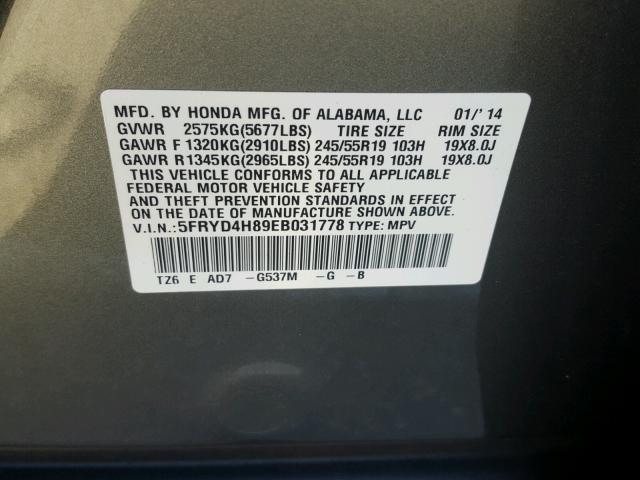 MFD. BY HONDA MFG. OF ALABAMA, LLC 01/'14
GVWR 2575KG(5677LBS) TIRE SIZE RIM SIZE
GAWR F 1320KG(2910LBS) 245/55R19 103H 19X8.0J
GAWR R 1345KG(2965LBS) 245/55R19 103H 19X8.0J
THIS VEHICLE CONFORMS TO ALL APPLICABLE
FEDERAL MOTOR VEHICLE SAFETY
AND THEFT PREVENTION STANDARDS IN EFFECT
ON THE DATE OF MANUFACTURE SHOWN ABOVE.
V.I.N.:5FRYD4H89EB031778 TYPE: MPV
TZ6 E AD7 -G537M -G -B